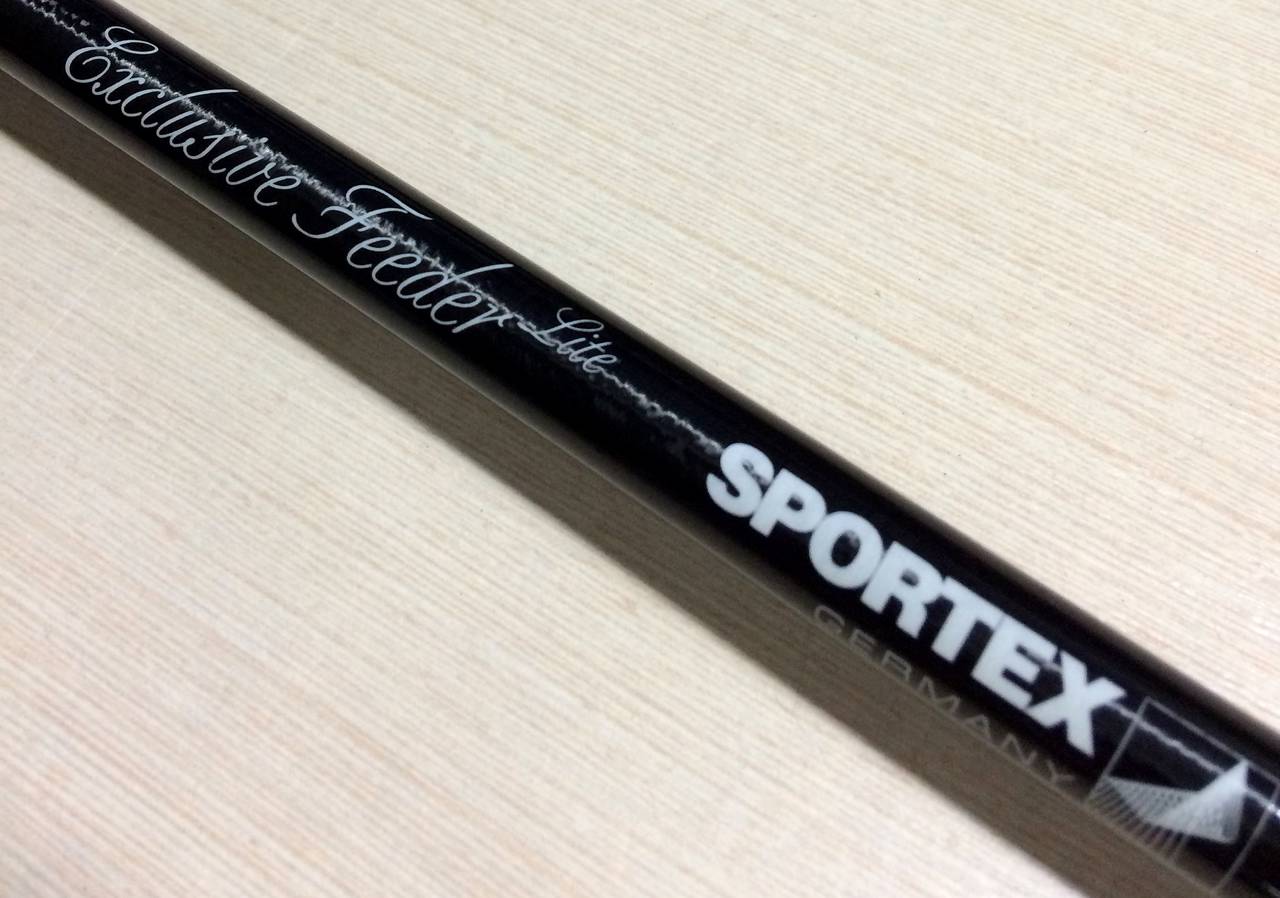 Exclusive Feeder Lite
SPORTEX
GERMANY